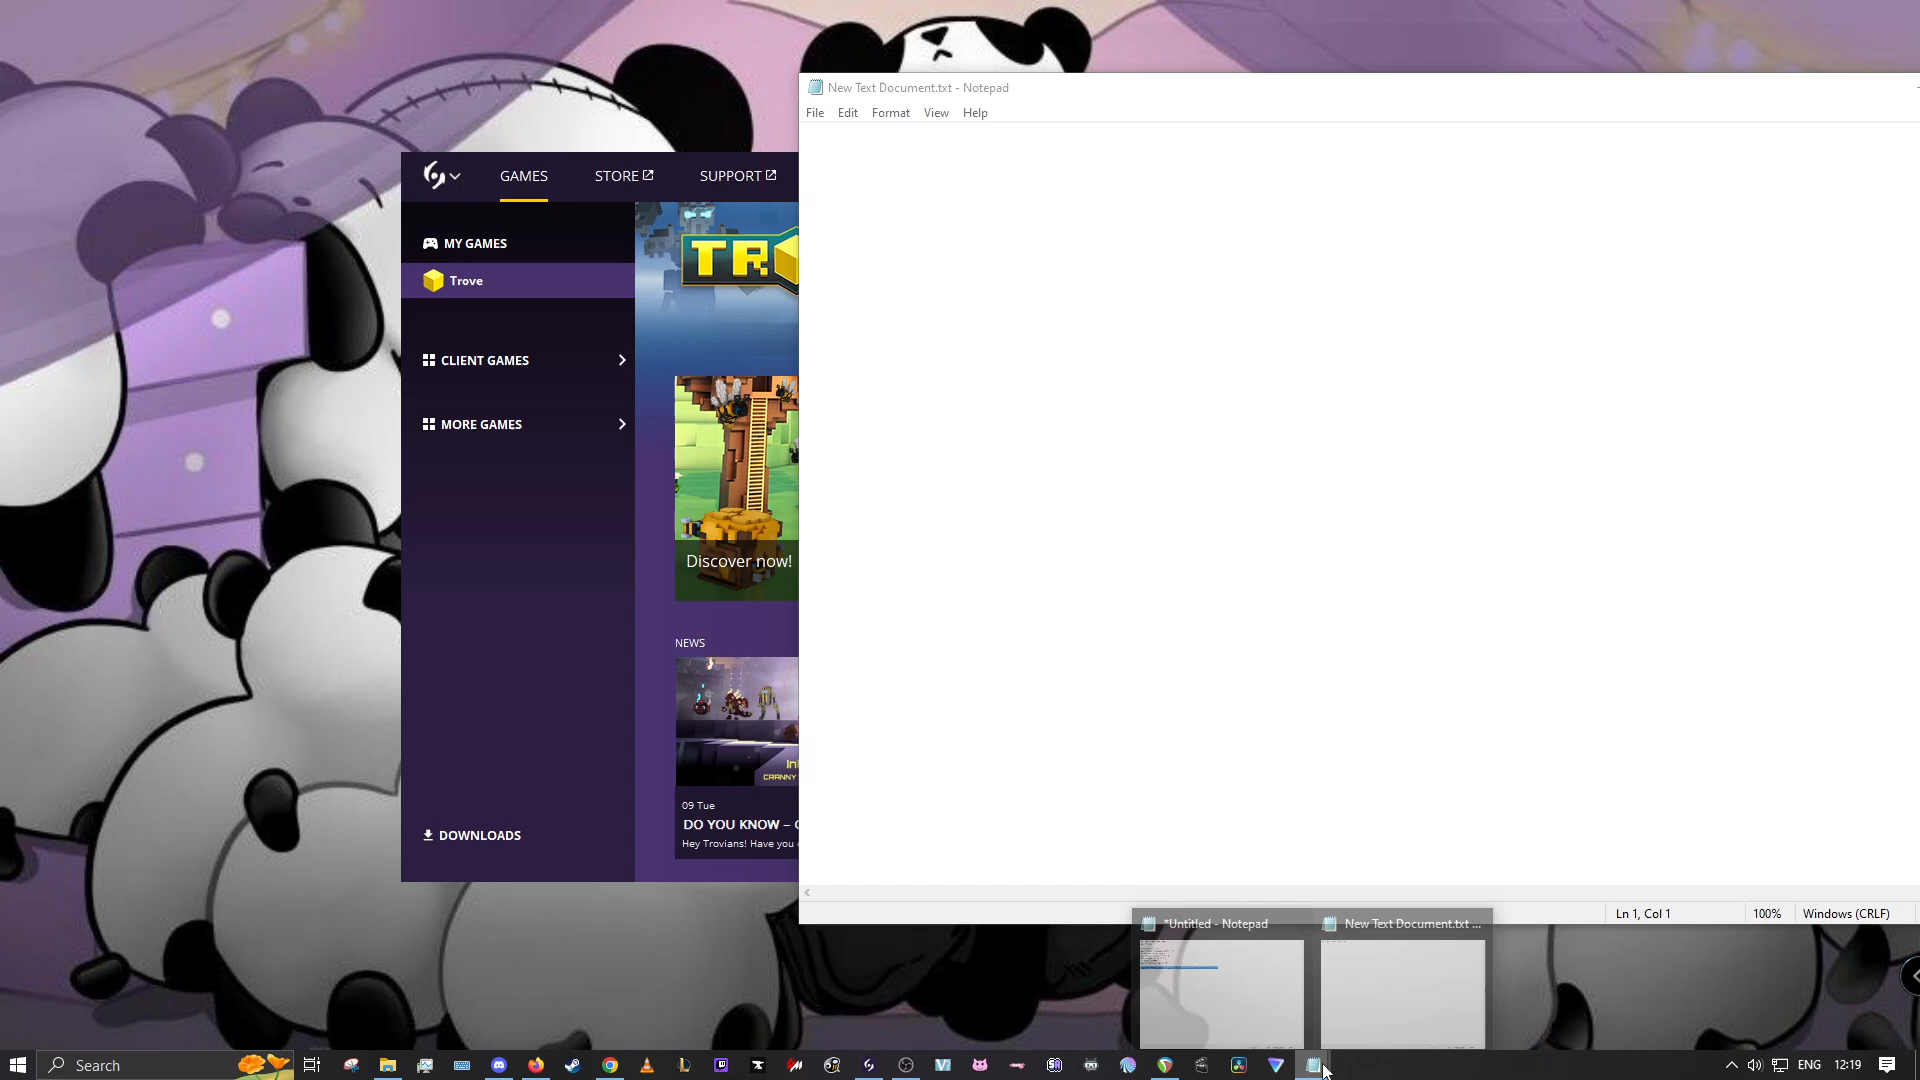 New Text Document.txt - Notepad
File Edit Format View Help
GAMES STORE SUPPORT
MY GAMES
Trove
CLIENT GAMES
MORE GAMES
DOWNLOADS
Discover now!
NEWS
CRANNY
09 Tue
DO YOU KNOW –
Hey Trovians! Have you
Ln 1, Col 1 100% Windows (CRLF)
*Untitled - Notepad New Text Document.txt ...
Search
ENG 12:19